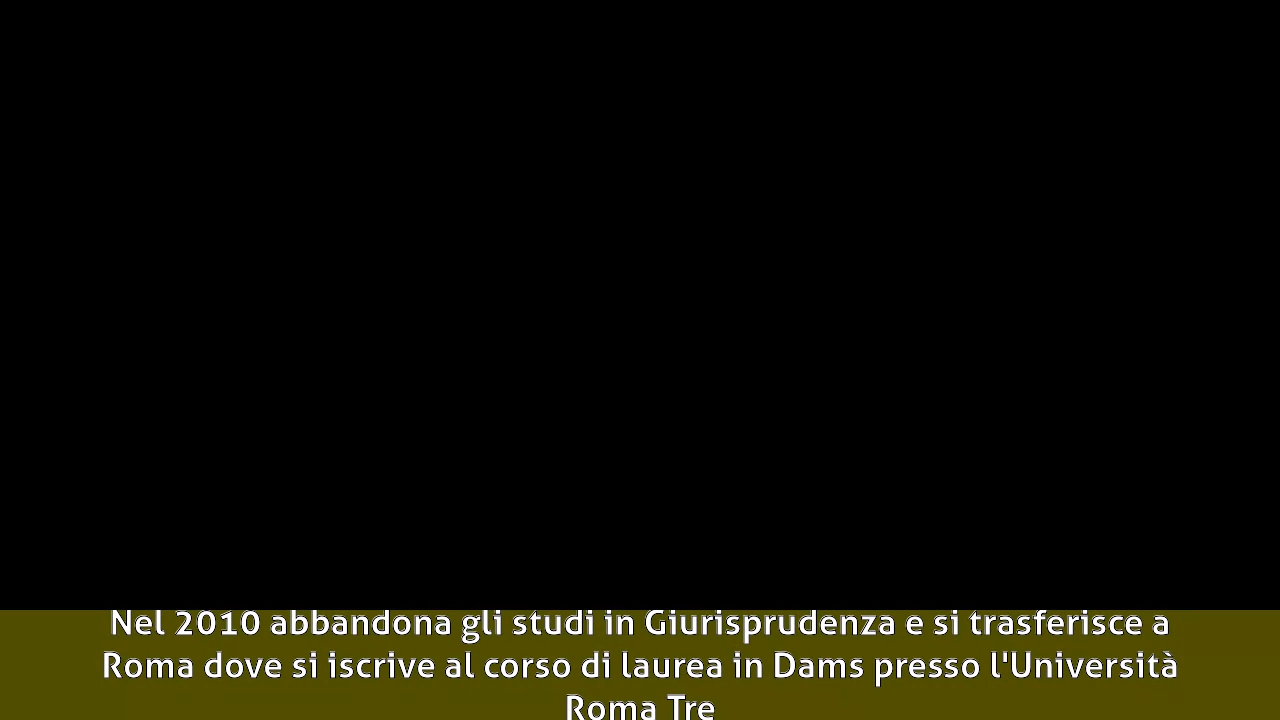 Nel 2010 abbandona gli studi in Giurisprudenza e si trasferisce a
Roma dove si iscrive al corso di laurea in Dams presso l'Università
Roma Tre